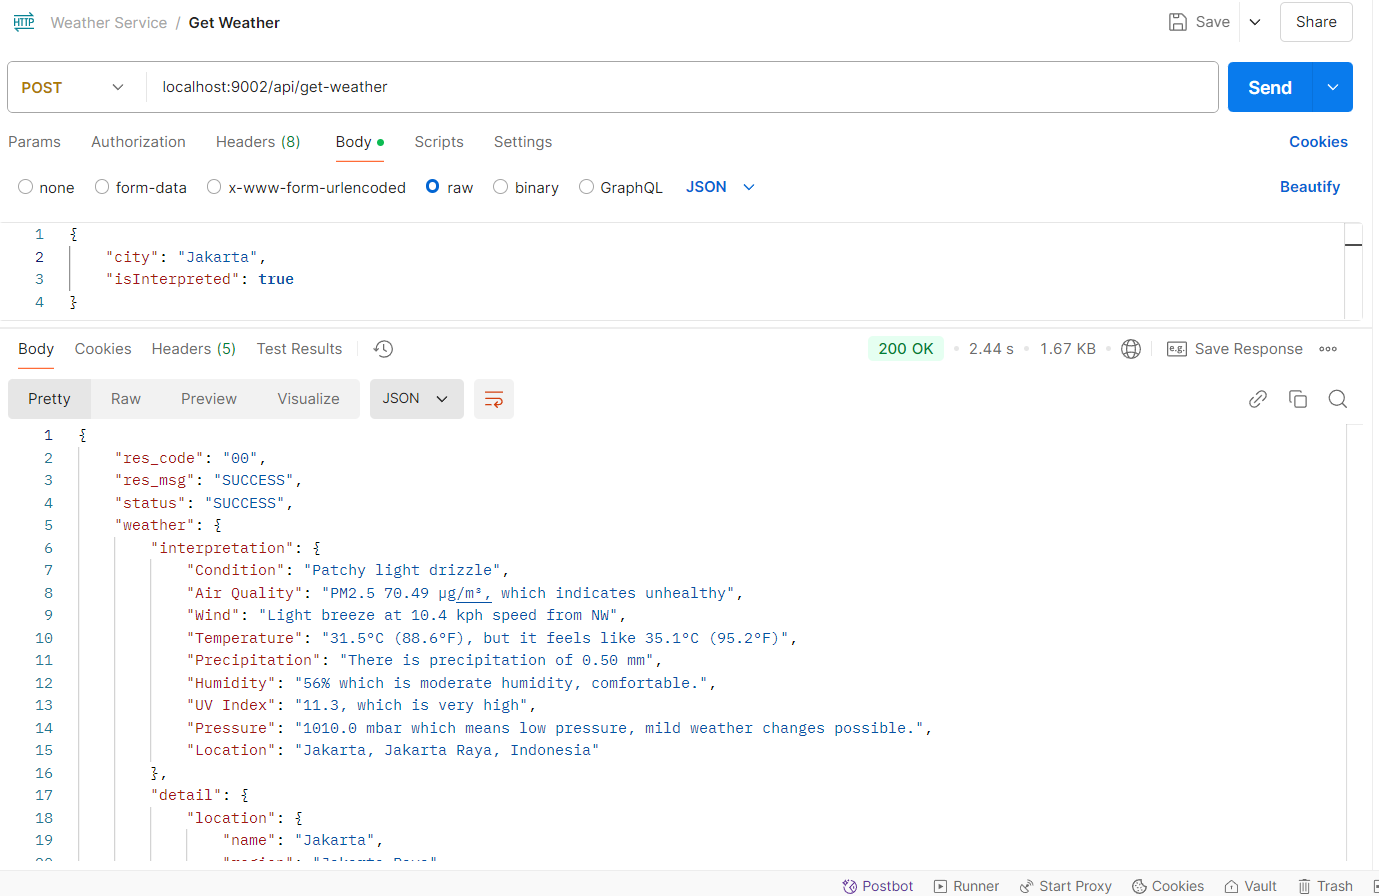 HTTP Weather Service / Get Weather Save Share
POST localhost:9002/api/get-weather Send
Params Authorization Headers (8) Body Scripts Settings Cookies
none form-data x-www-form-urlencoded raw binary GraphQL JSON Beautify
1 {
2 "city": "Jakarta",
3 "isInterpreted": true
4 }
Body Cookies Headers (5) Test Results 200 OK 2.44 s 1.67 KB e.g. Save Response
Pretty Raw Preview Visualize JSON
1 {
2 "res_code": "00",
3 "res_msg": "SUCCESS",
4 "status": "SUCCESS",
5 "weather": {
6 "interpretation": {
7 "Condition": "Patchy light drizzle",
8 "Air Quality": "PM2.5 70.49 µg/m³, which indicates unhealthy",
9 "Wind": "Light breeze at 10.4 kph speed from NW",
10 "Temperature": "31.5°C (88.6°F), but it feels like 35.1°C (95.2°F)",
11 "Precipitation": "There is precipitation of 0.50 mm",
12 "Humidity": "56% which is moderate humidity, comfortable.",
13 "UV Index": "11.3, which is very high",
14 "Pressure": "1010.0 mbar which means low pressure, mild weather changes possible.",
15 "Location": "Jakarta, Jakarta Raya, Indonesia"
16 },
17 "detail": {
18 "location": {
19 "name": "Jakarta",
20 "region": "Jakarta Raya"
Postbot Runner Start Proxy Cookies Vault Trash